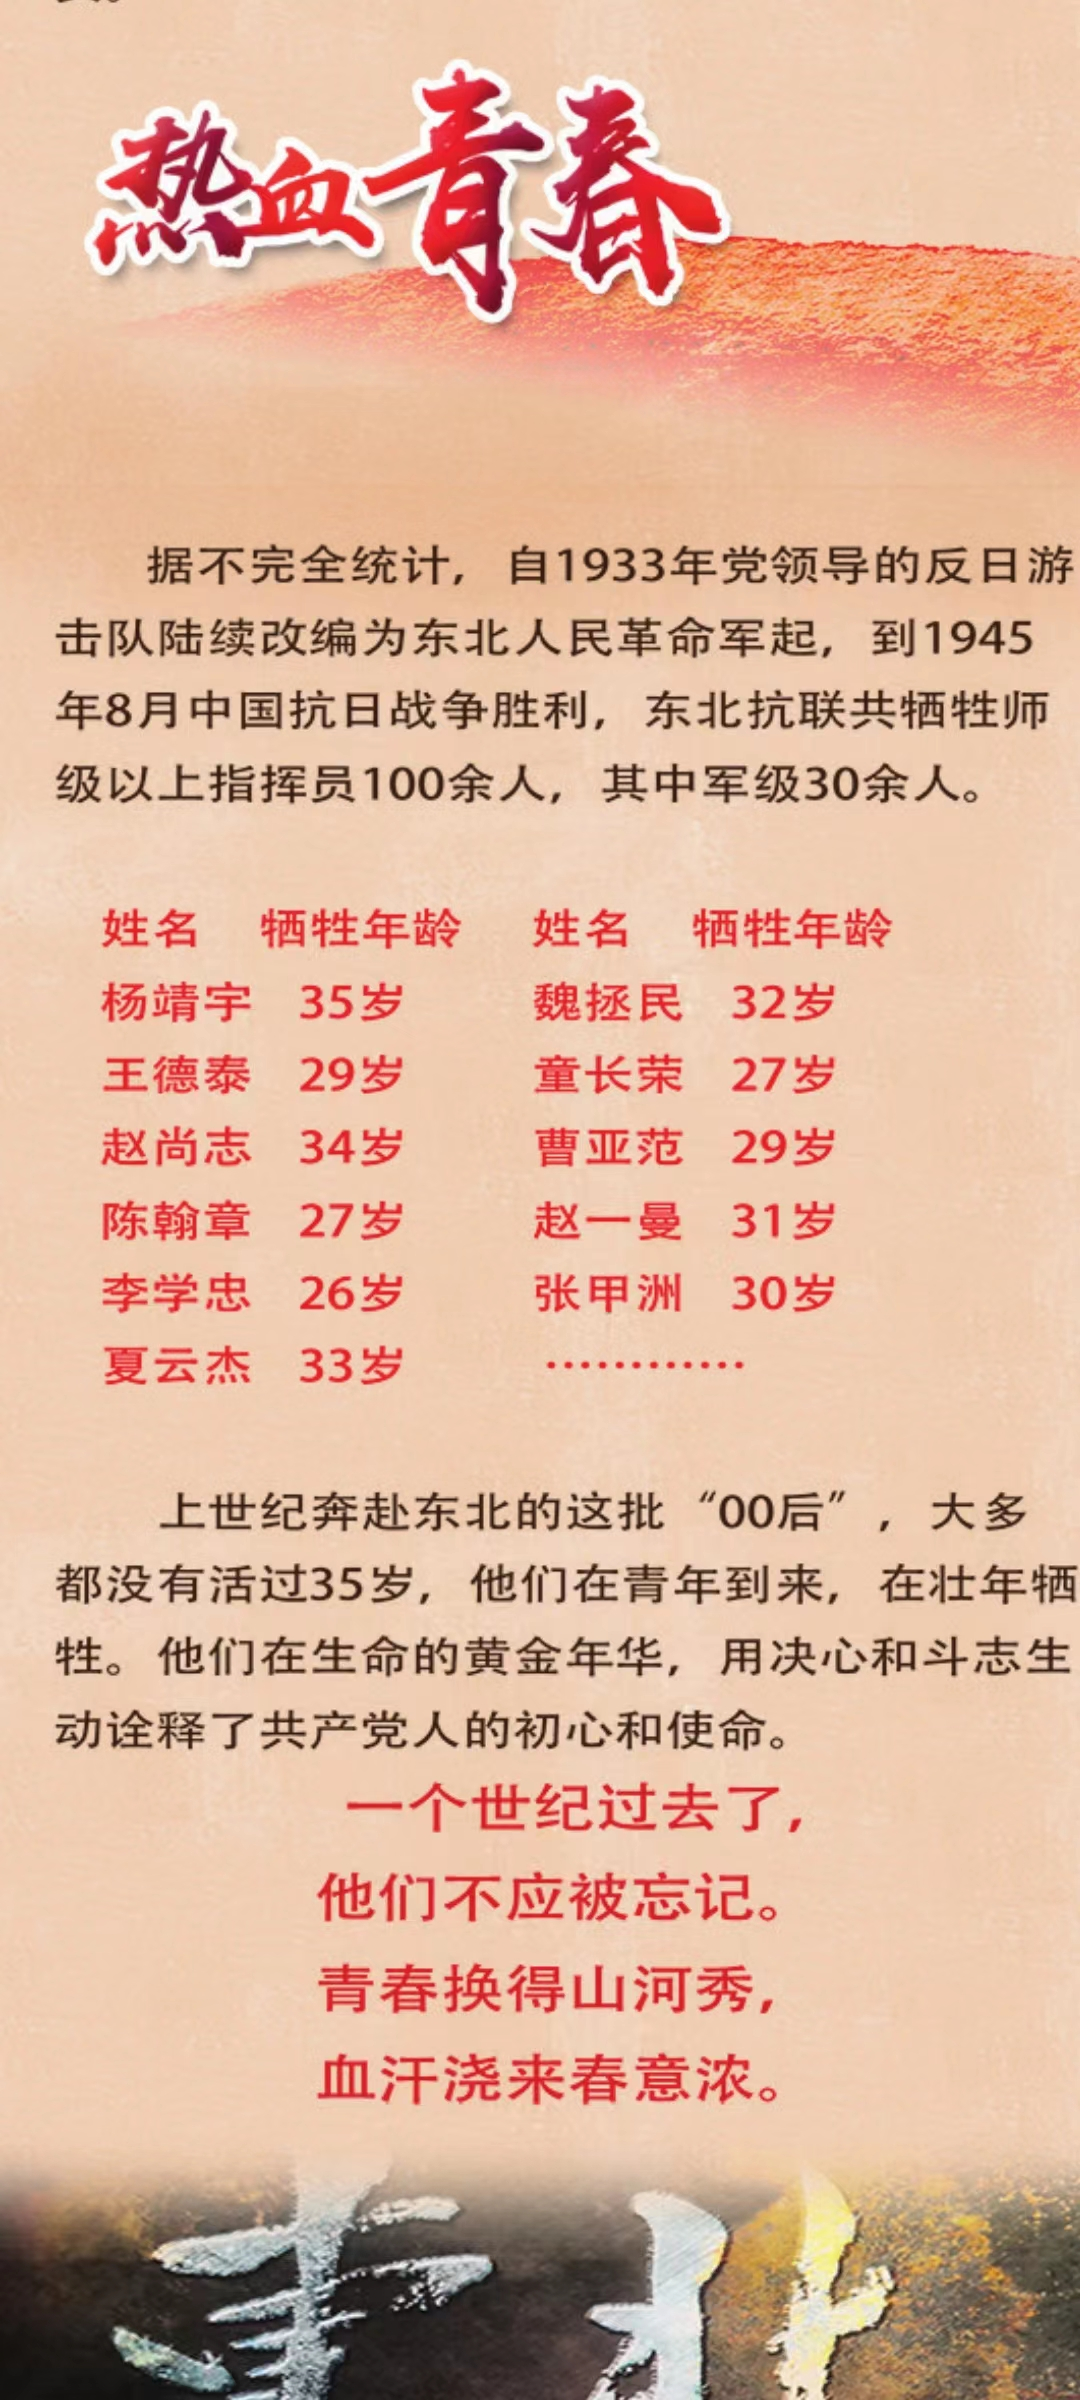 热血青春
据不完全统计，自1933年党领导的反日游
击队陆续改编为东北人民革命军起，到1945
年8月中国抗日战争胜利，东北抗联共牺牲师
级以上指挥员100余人，其中军级30余人。
姓名 牺牲年龄 姓名 牺牲年龄
杨靖宇 35岁 魏拯民 32岁
王德泰 29岁 童长荣 27岁
赵尚志 34岁 曹亚范 29岁
陈翰章 27岁 赵一曼 31岁
李学忠 26岁 张甲洲 30岁
夏云杰 33岁 …………
上世纪奔赴东北的这批“00后”，大多
都没有活过35岁，他们在青年到来，在壮年牺
牲。他们在生命的黄金年华，用决心和斗志生
动诠释了共产党人的初心和使命。
一个世纪过去了，
他们不应被忘记。
青春换得山河秀，
血汗浇来春意浓。